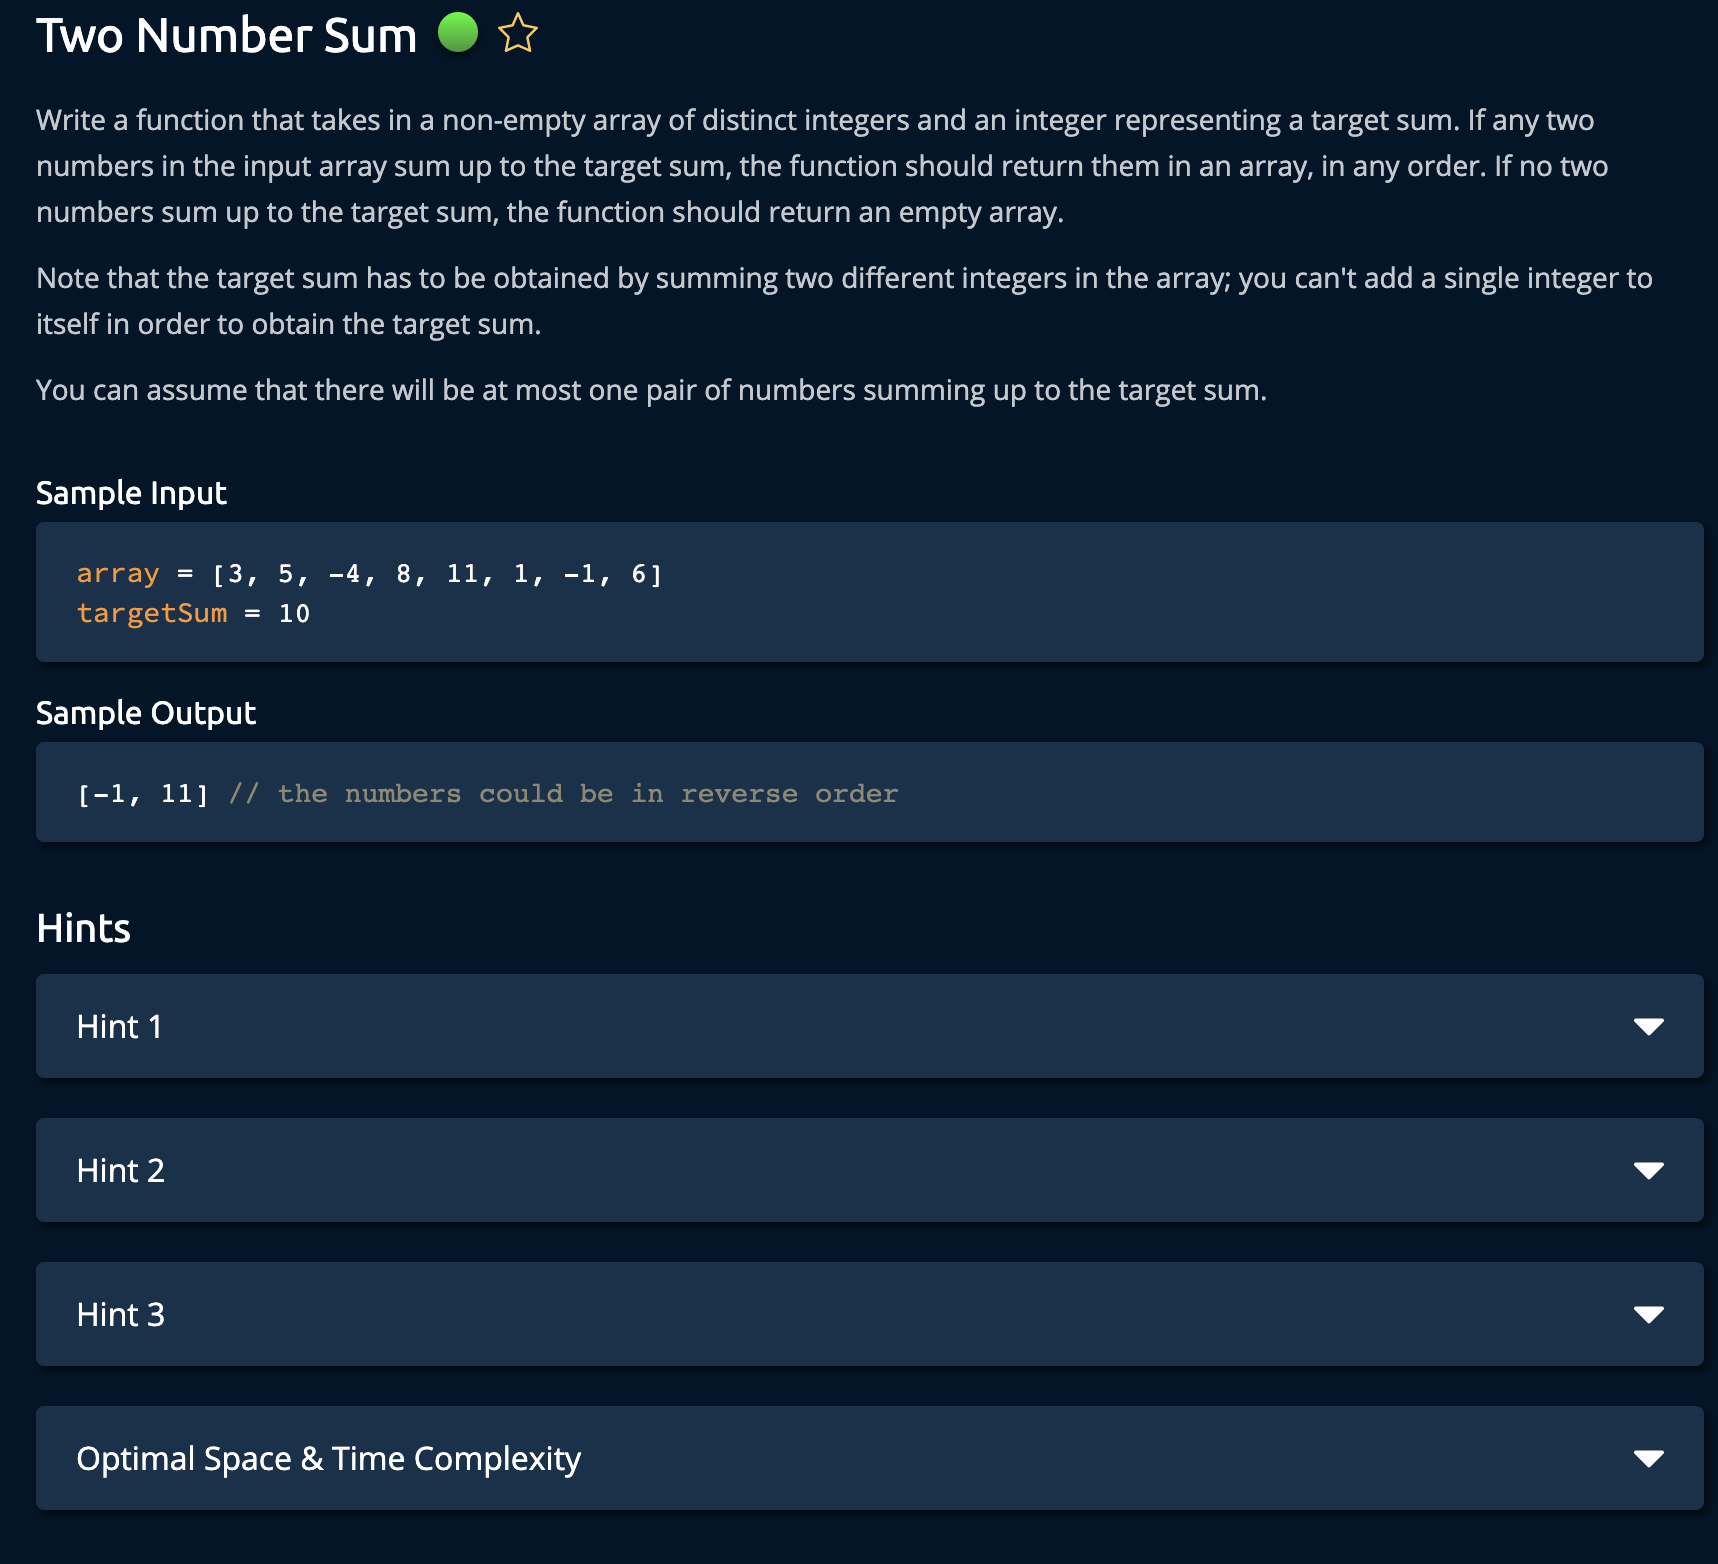 Two Number Sum
Write a function that takes in a non-empty array of distinct integers and an integer representing a target sum. If any two
numbers in the input array sum up to the target sum, the function should return them in an array, in any order. If no two
numbers sum up to the target sum, the function should return an empty array.
Note that the target sum has to be obtained by summing two different integers in the array; you can't add a single integer to
itself in order to obtain the target sum.
You can assume that there will be at most one pair of numbers summing up to the target sum.
Sample Input
array = [3, 5, -4, 8, 11, 1, -1, 6]
targetSum = 10
Sample Output
[-1, 11] // the numbers could be in reverse order
Hints
Hint 1
Hint 2
Hint 3
Optimal Space & Time Complexity